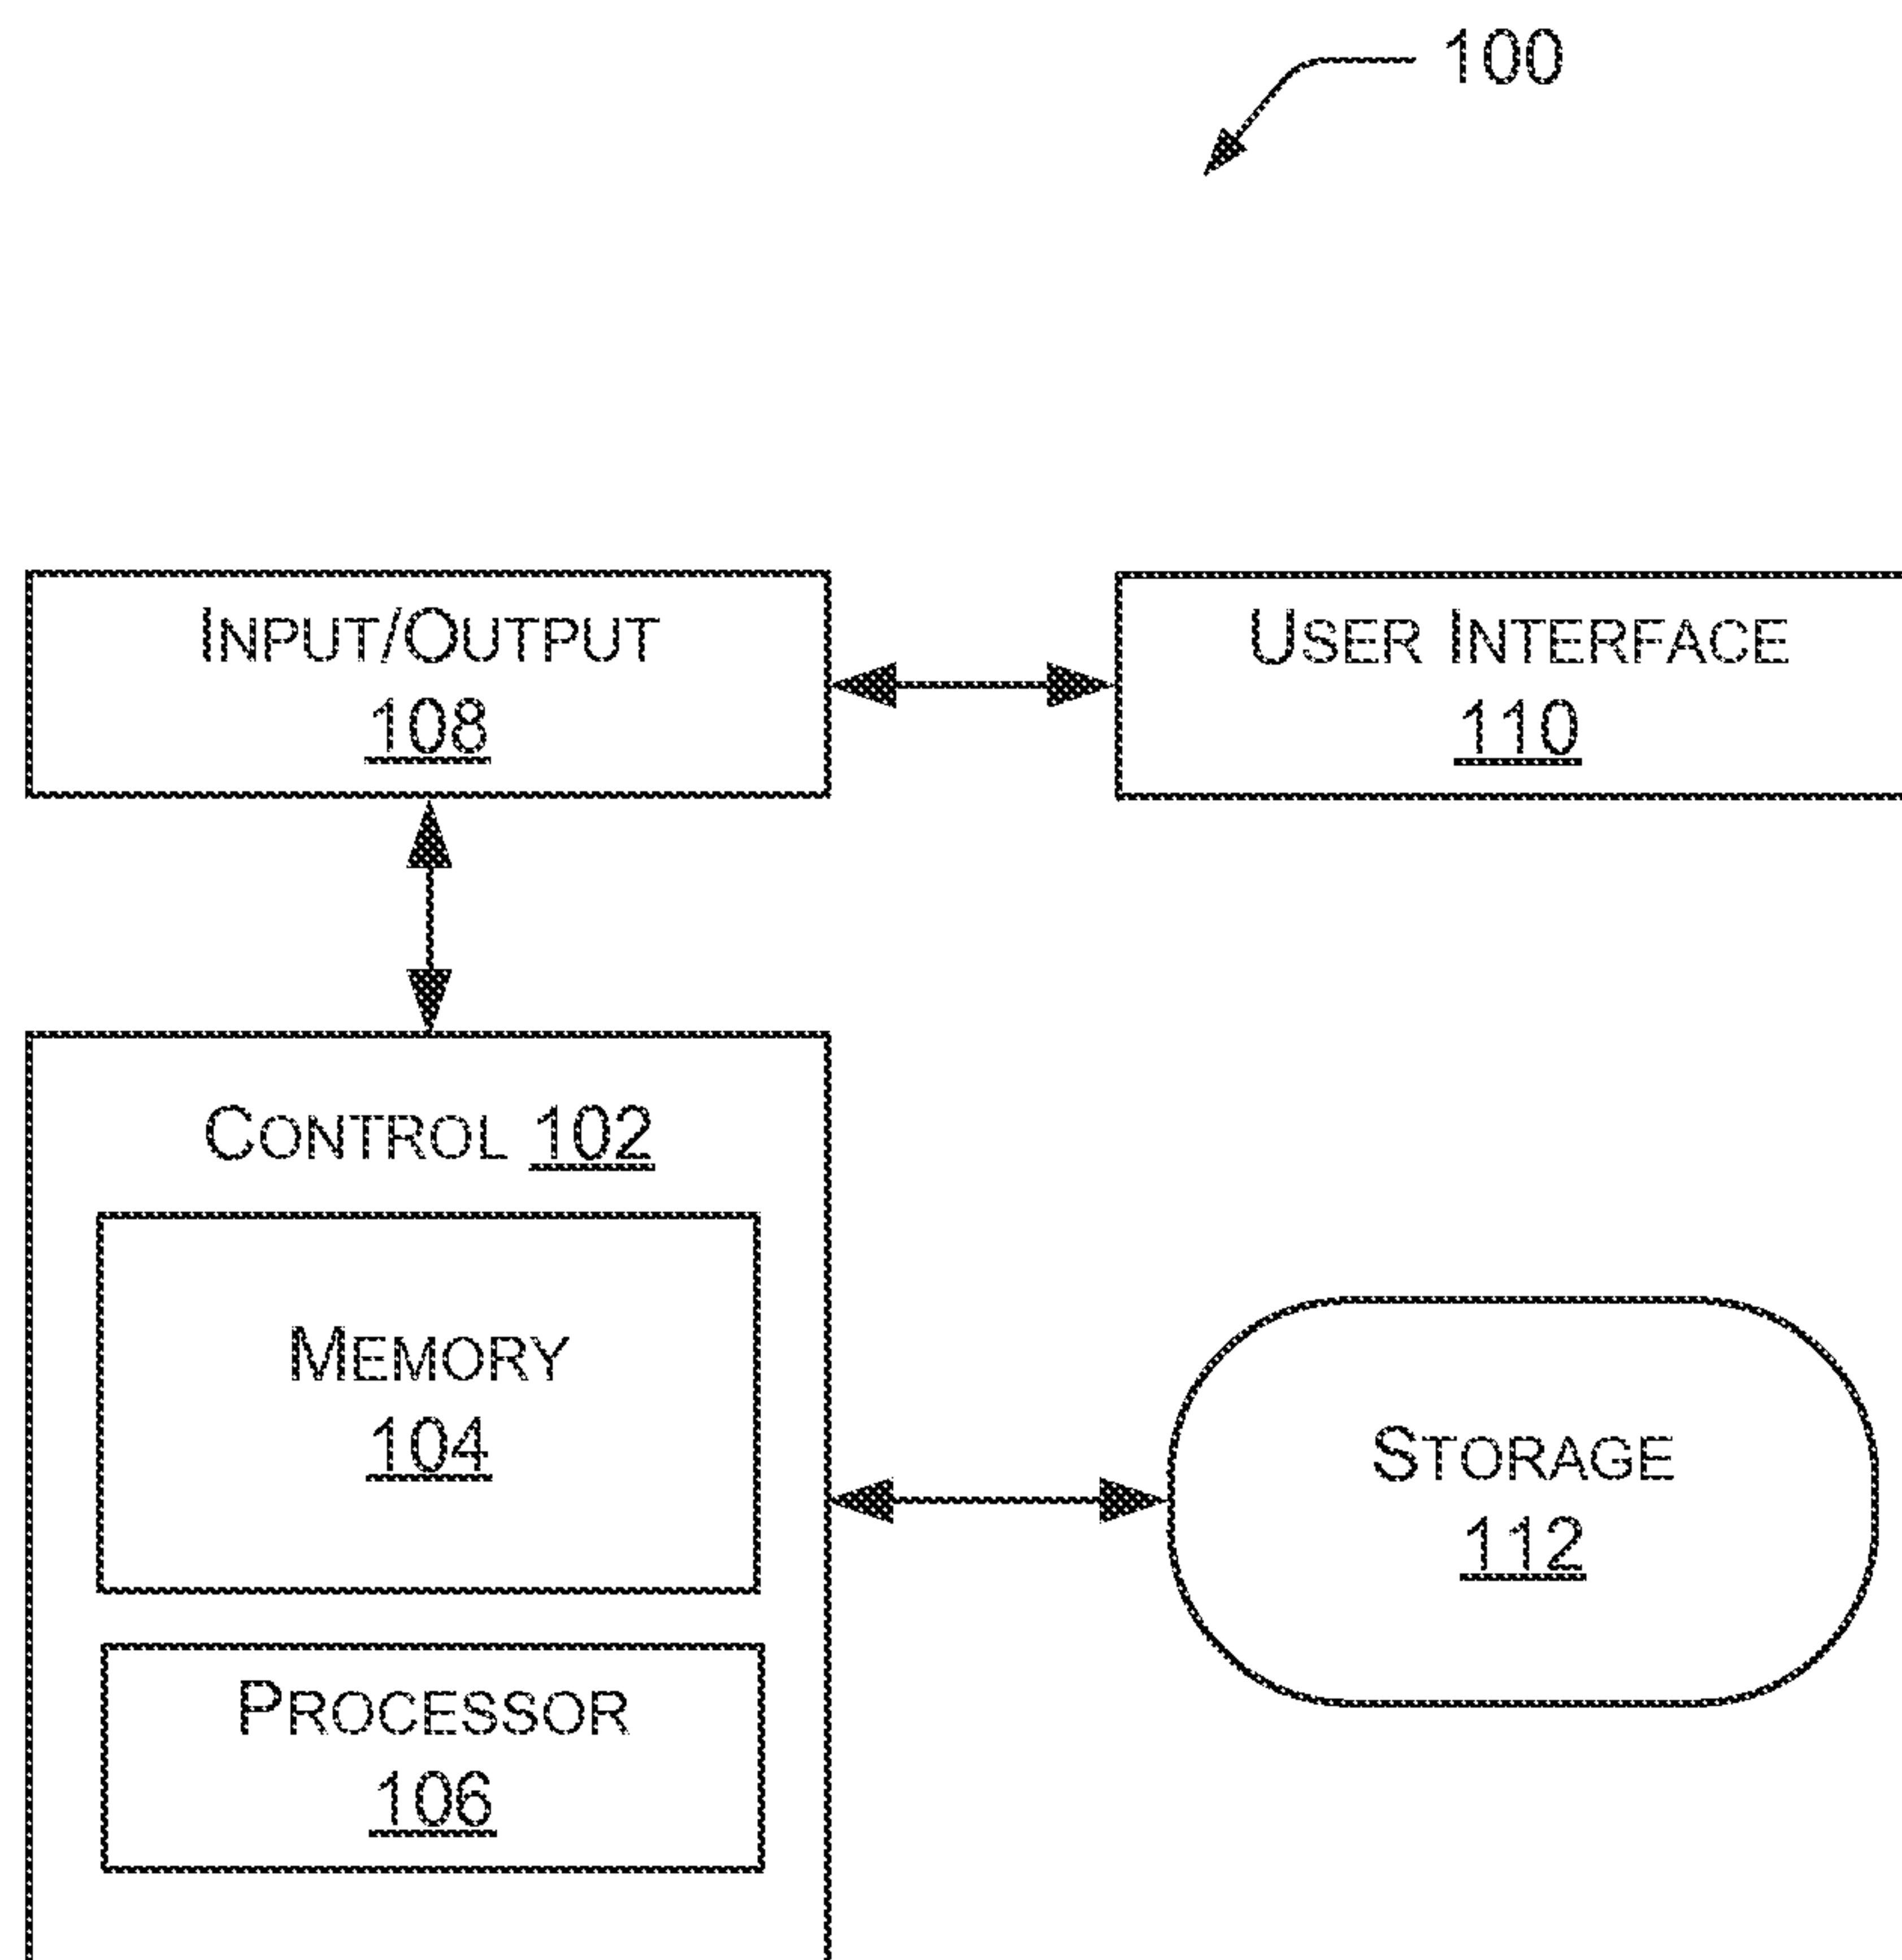 100
INPUT/OUTPUT
108
USER INTERFACE
110
CONTROL 102
MEMORY
104
STORAGE
112
PROCESSOR
106